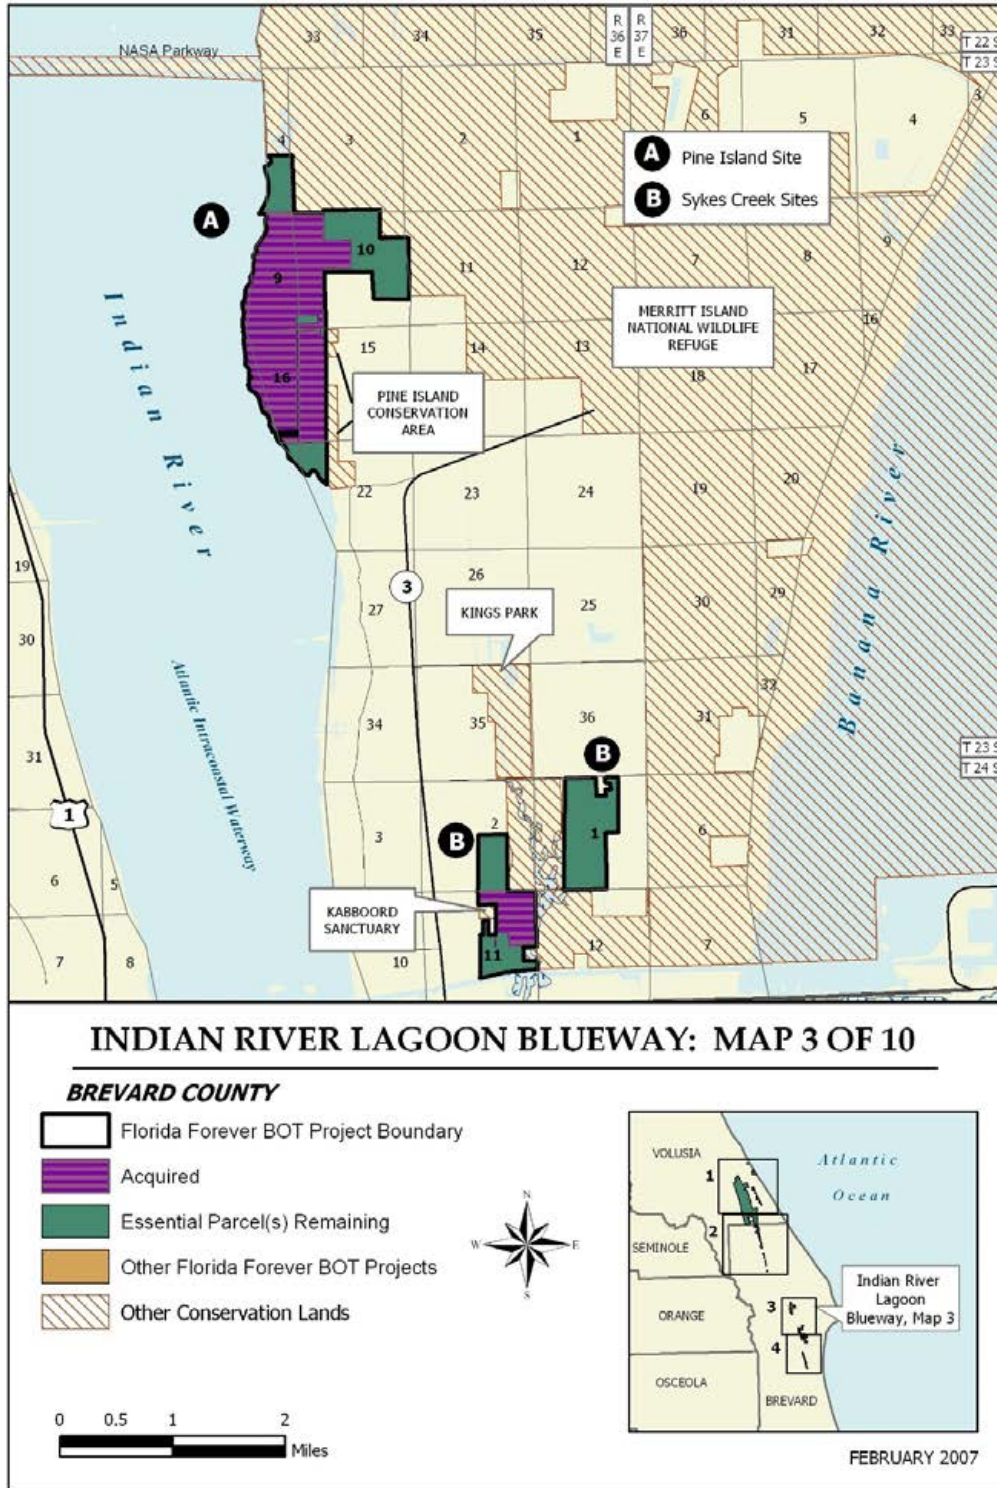 33
34
35
R
36
E
R
37
E
36
31
32
33
T 22 S
T 23 S
NASA Parkway
4
3
2
1
6
5
4
3
A Pine Island Site
B Sykes Creek Sites
A
9
10
11
12
7
8
9
MERRITT ISLAND
NATIONAL WILDLIFE
REFUGE
16
15
14
13
18
17
16
PINE ISLAND
CONSERVATION
AREA
Indian River
22
23
24
19
20
Banana River
19
3
26
27
25
30
29
KINGS PARK
30
32
Atlantic Intracoastal Waterway
34
35
36
31
31
B
T 23 S
T 24 S
1
3
B
2
1
6
6
5
KABBOORD
SANCTUARY
7
8
10
11
12
7
INDIAN RIVER LAGOON BLUEWAY: MAP 3 OF 10
BREVARD COUNTY
Florida Forever BOT Project Boundary
Acquired
Essential Parcel(s) Remaining
Other Florida Forever BOT Projects
Other Conservation Lands
N
W E
S
0 0.5 1 2
Miles
VOLUSIA
Atlantic
Ocean
1
2
SEMINOLE
Indian River
Lagoon
Blueway, Map 3
3
ORANGE
4
OSCEOLA
BREVARD
FEBRUARY 2007